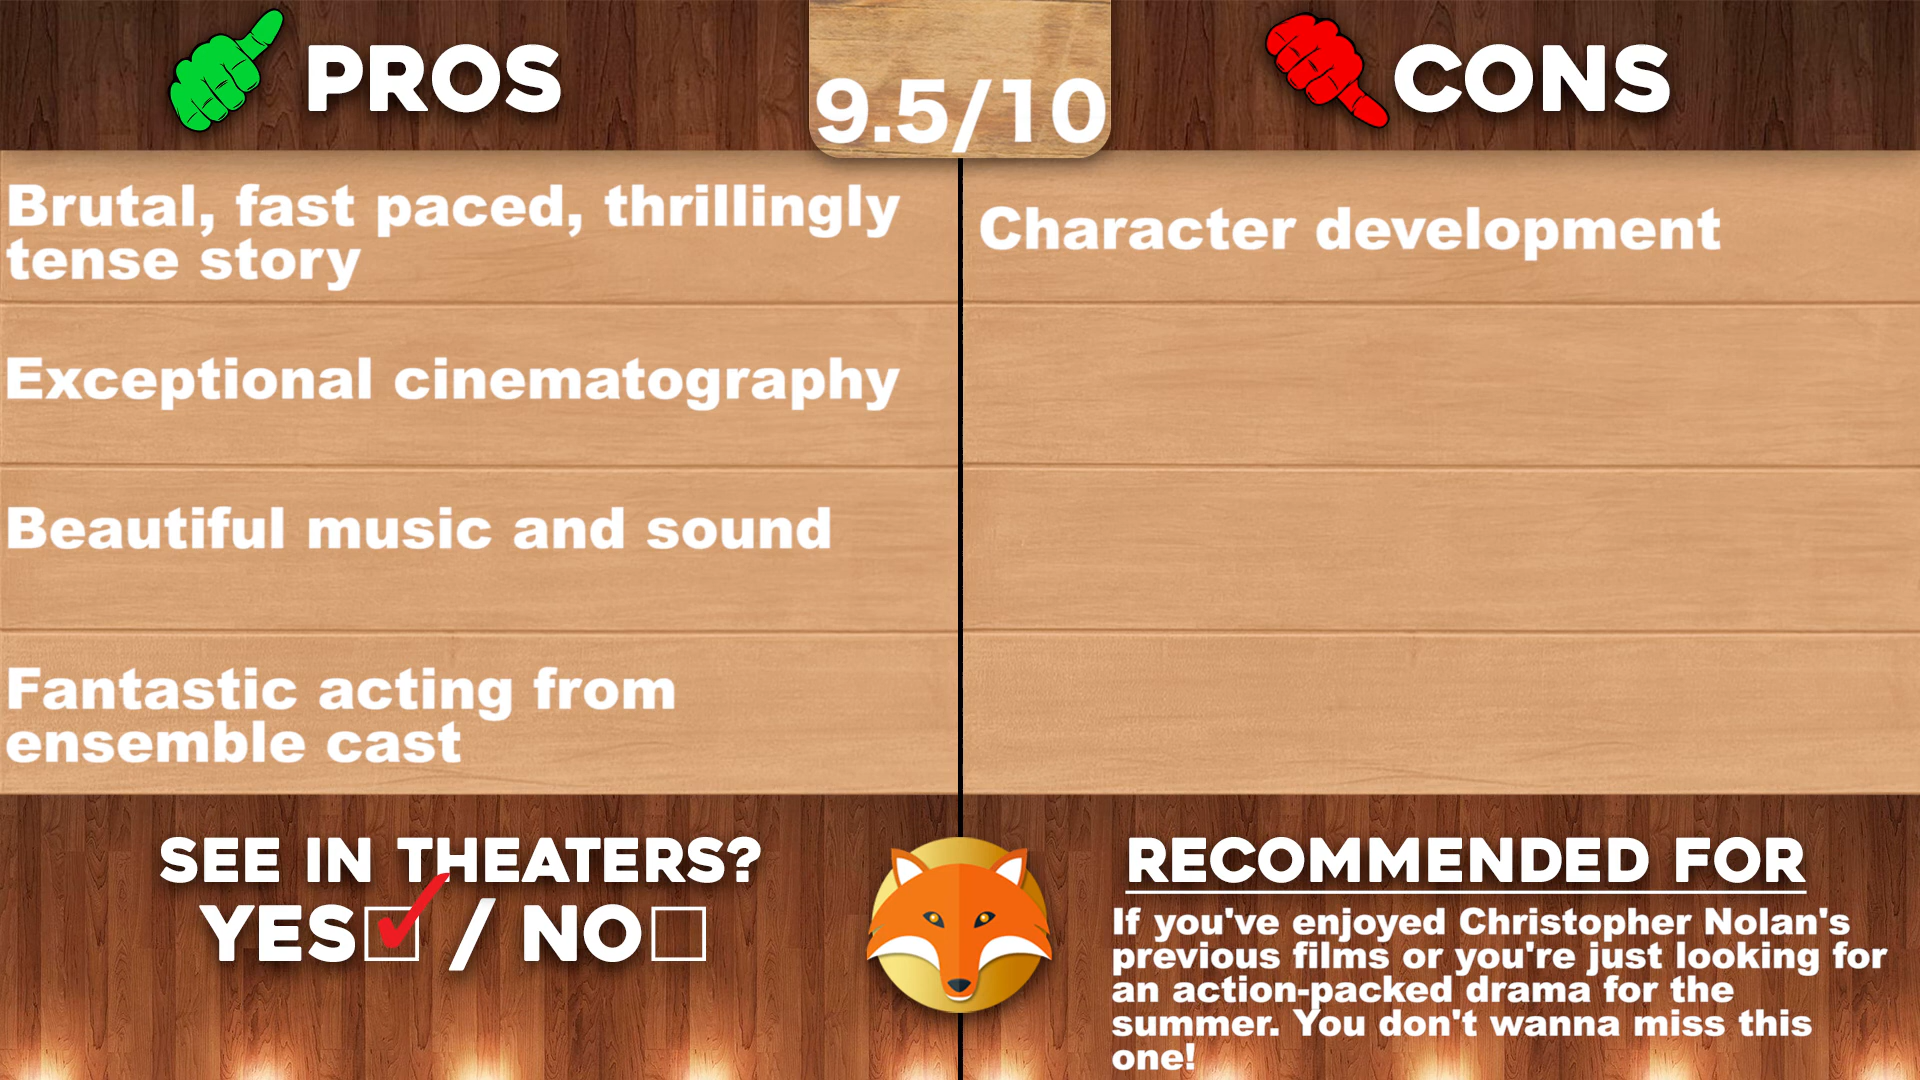 PROS
9.5/10
CONS
Brutal, fast paced, thrillingly
tense story
Exceptional cinematography
Beautiful music and sound
Fantastic acting from
ensemble cast
Character development
SEE IN THEATERS?
YES / NO
RECOMMENDED FOR
If you've enjoyed Christopher Nolan's
previous films or you're just looking for
an action-packed drama for the
summer. You don't wanna miss this
one!